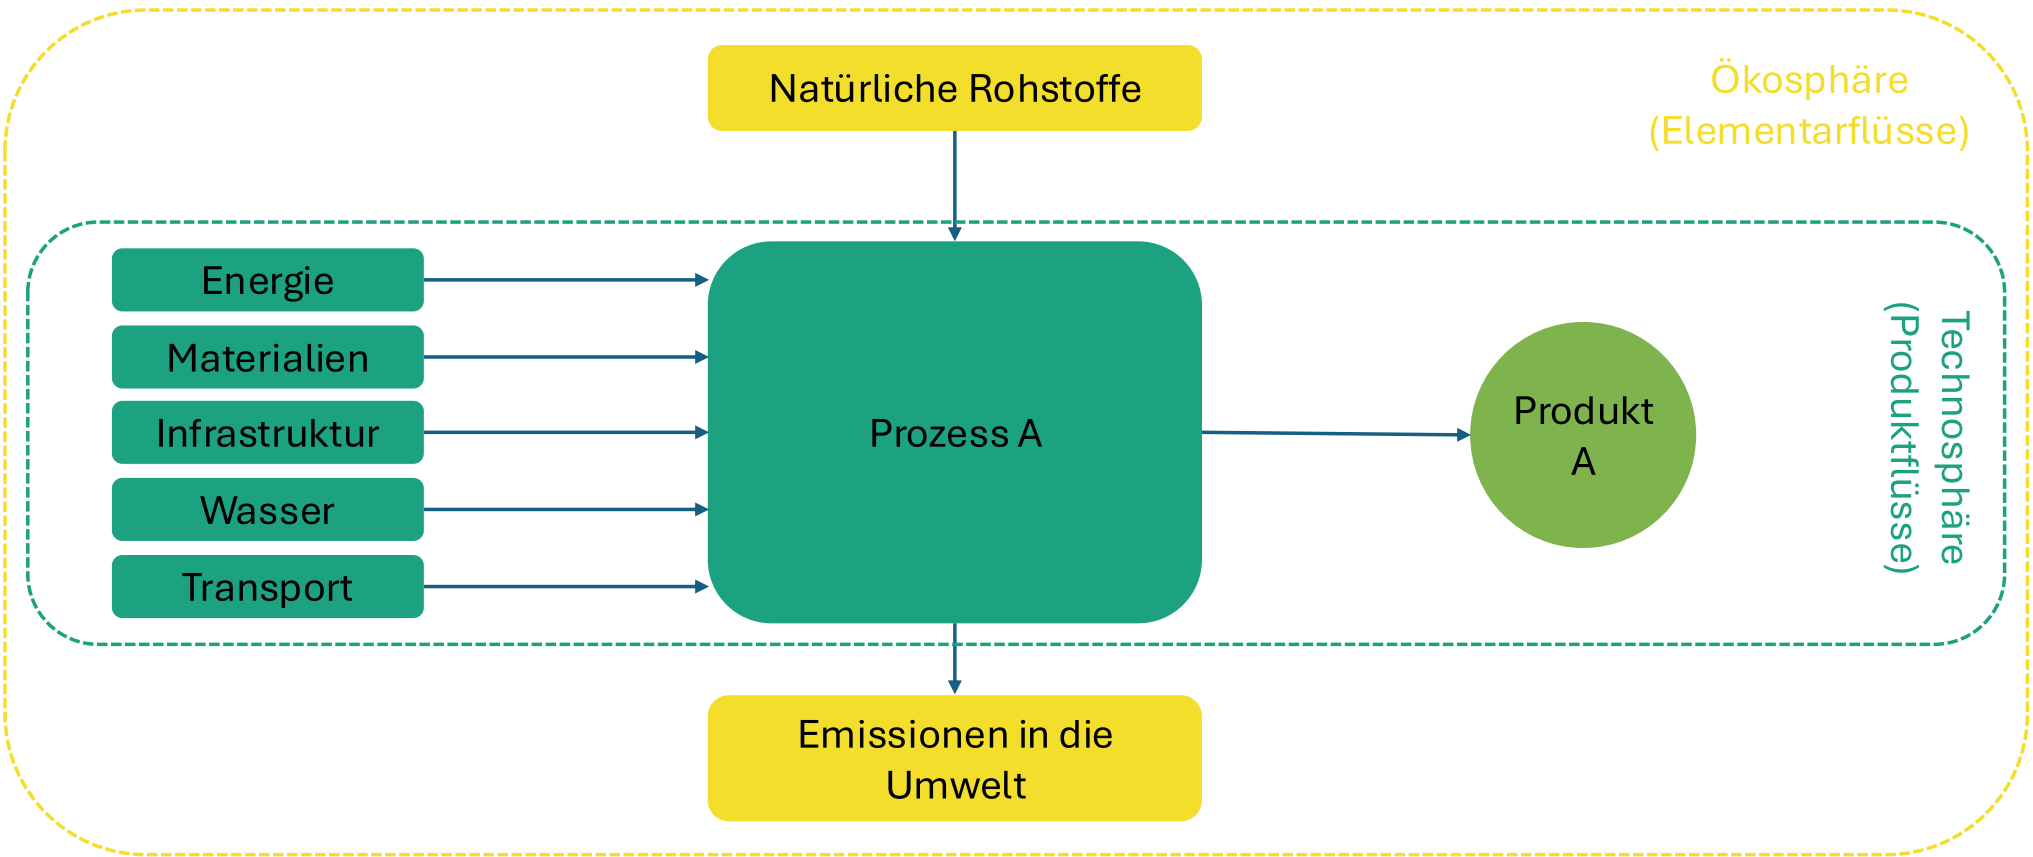 Natürliche Rohstoffe
Ökosphäre
(Elementarflüsse)
Energie
Materialien
Infrastruktur
Wasser
Transport
Prozess A
Produkt
A
Technosphäre
(Produktflüsse)
Emissionen in die
Umwelt